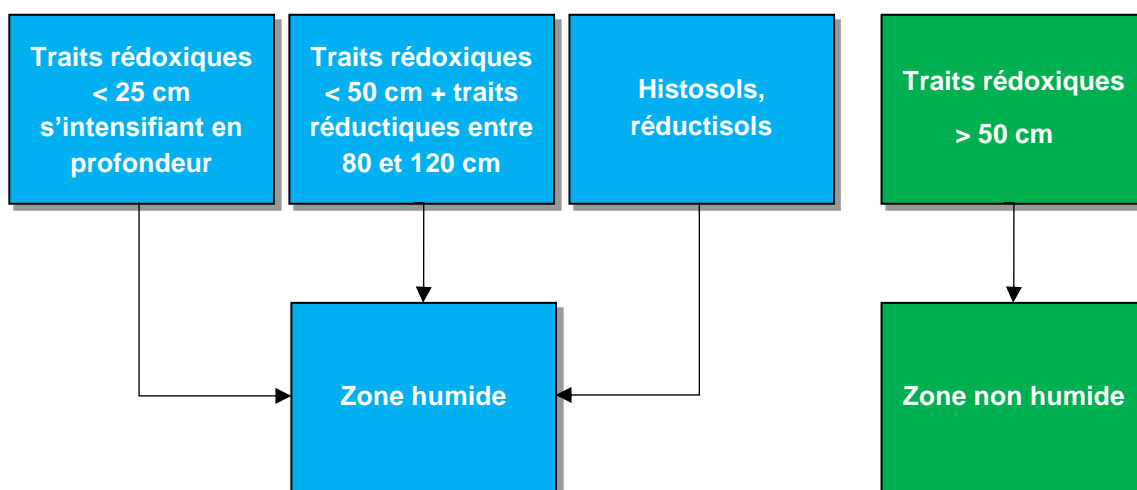 Traits rédoxiques
< 25 cm
s’intensifiant en
profondeur
Traits rédoxiques
< 50 cm + traits
réductiques entre
80 et 120 cm
Histosols,
réductisols
Traits rédoxiques
> 50 cm
Zone humide
Zone non humide